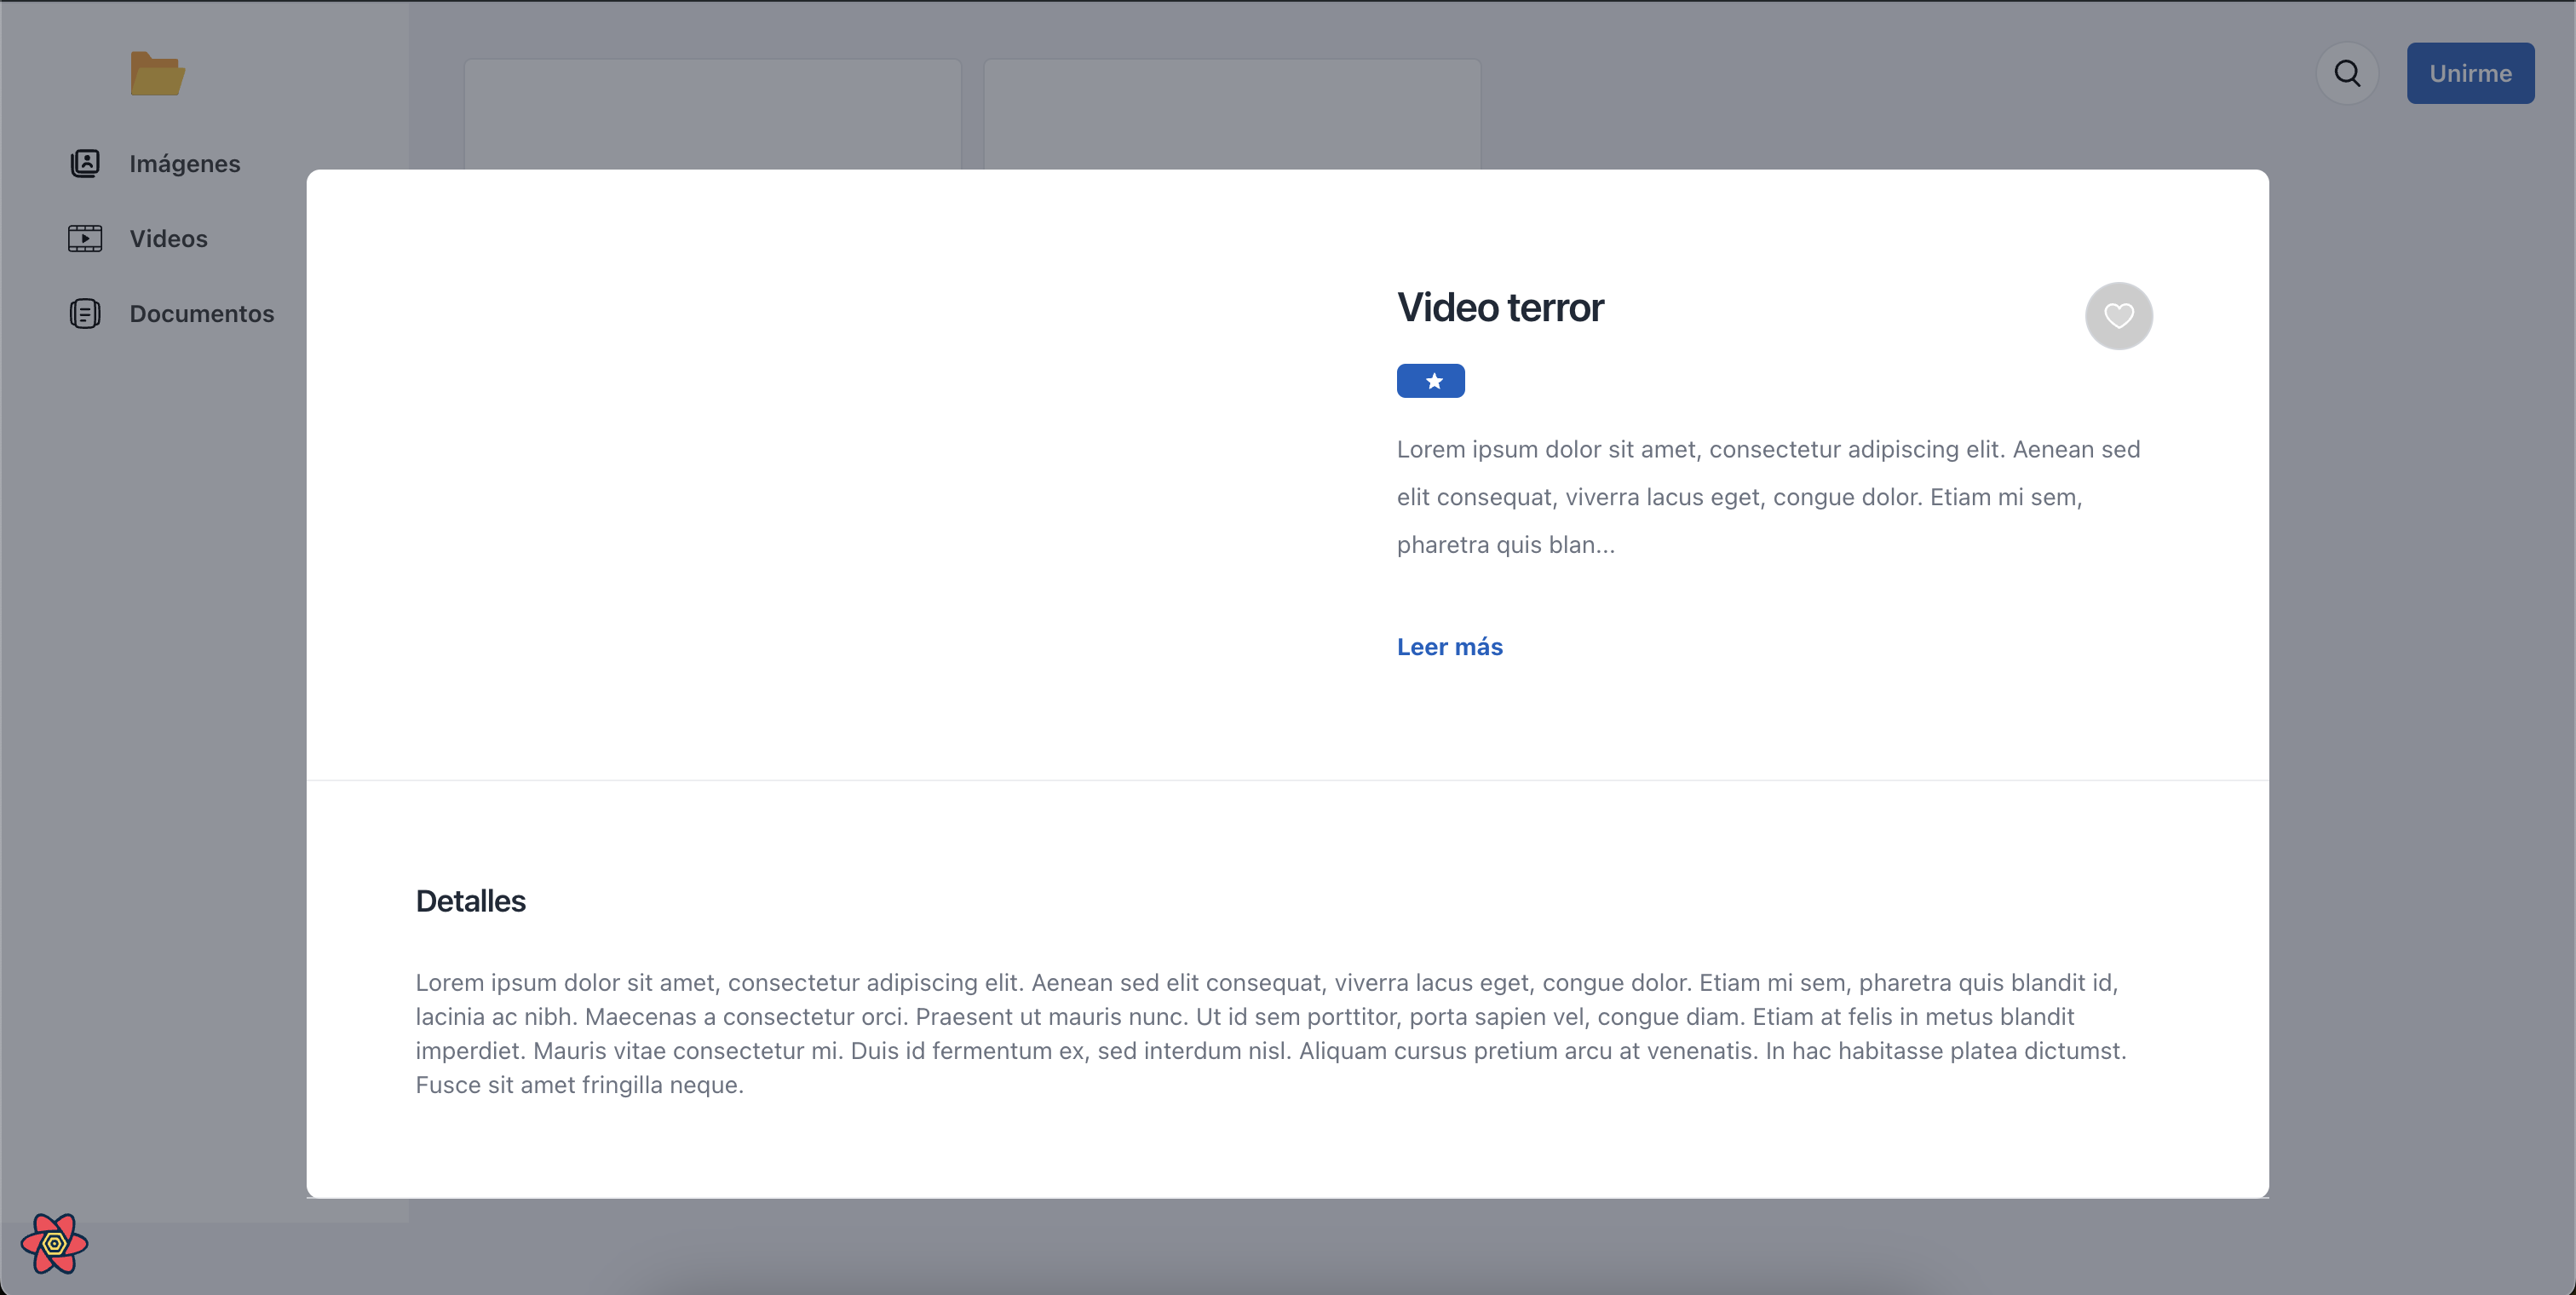 Unirme
Imágenes
Videos
Documentos
Video terror
Lorem ipsum dolor sit amet, consectetur adipiscing elit. Aenean sed
elit consequat, viverra lacus eget, congue dolor. Etiam mi sem,
pharetra quis blan...
Leer más
Detalles
Lorem ipsum dolor sit amet, consectetur adipiscing elit. Aenean sed elit consequat, viverra lacus eget, congue dolor. Etiam mi sem, pharetra quis blandit id,
lacinia ac nibh. Maecenas a consectetur orci. Praesent ut mauris nunc. Ut id sem porttitor, porta sapien vel, congue diam. Etiam at felis in metus blandit
imperdiet. Mauris vitae consectetur mi. Duis id fermentum ex, sed interdum nisl. Aliquam cursus pretium arcu at venenatis. In hac habitasse platea dictumst.
Fusce sit amet fringilla neque.